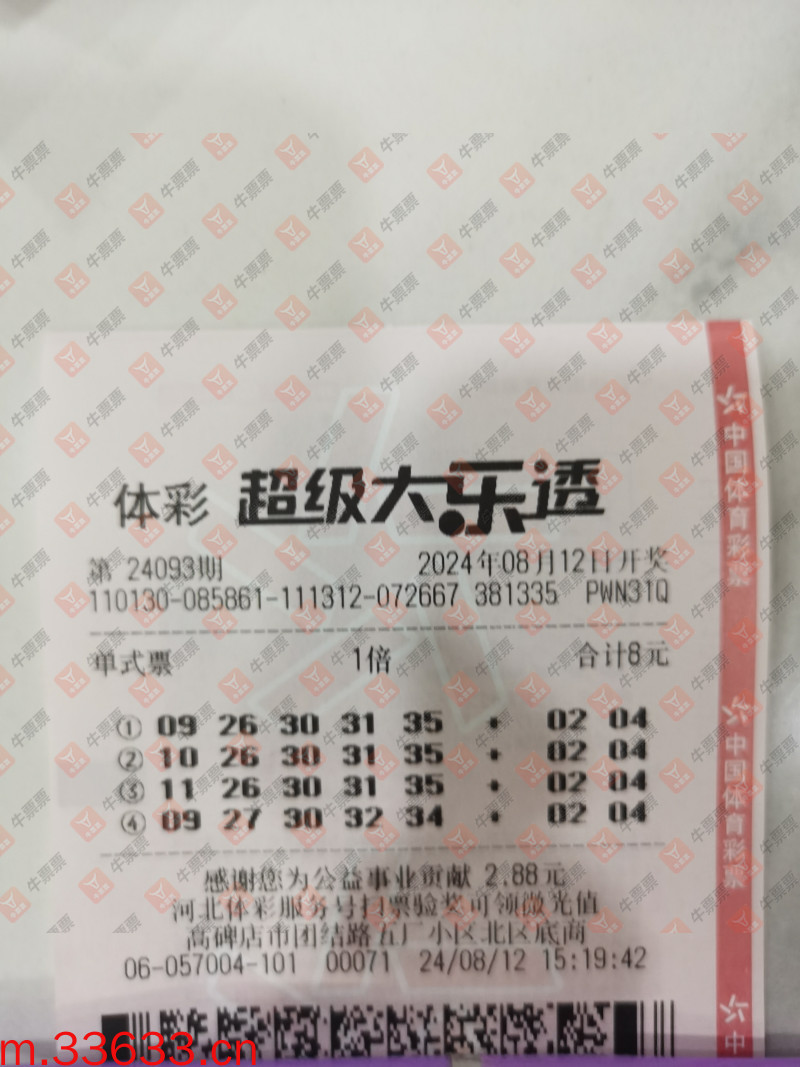 体彩 超级大乐透
第 24093期 2024年08月12日开奖
110130-085861-111312-072667 381335 PWN31Q
单式票 1倍 合计8元
① 09 26 30 31 35 + 02 04
② 10 26 30 31 35 + 02 04
③ 11 26 30 31 35 + 02 04
④ 09 27 30 32 34 + 02 04
感谢您为公益事业贡献 2.88元
河北体彩服务号扫票验奖可领微光值
高碑店市团结路五厂小区北区底商
06-057004-101 00071 24/08/12 15:19:42
中国体育彩票
中国体育彩票
中
牛票票
m.33633.cn